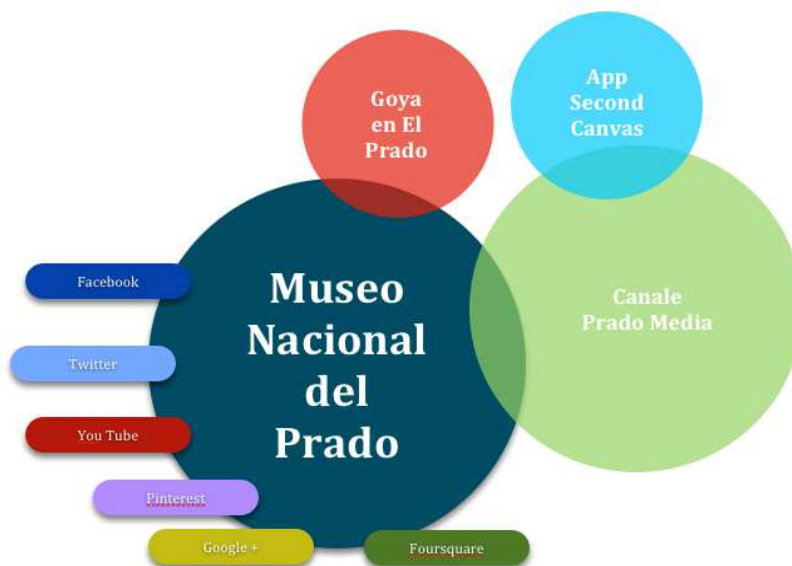 Goya
en El
Prado
App
Second
Canvas
Museo
Nacional
del
Prado
Canale
Prado Media
Facebook
Twitter
You Tube
Pinterest
Google +
Foursquare